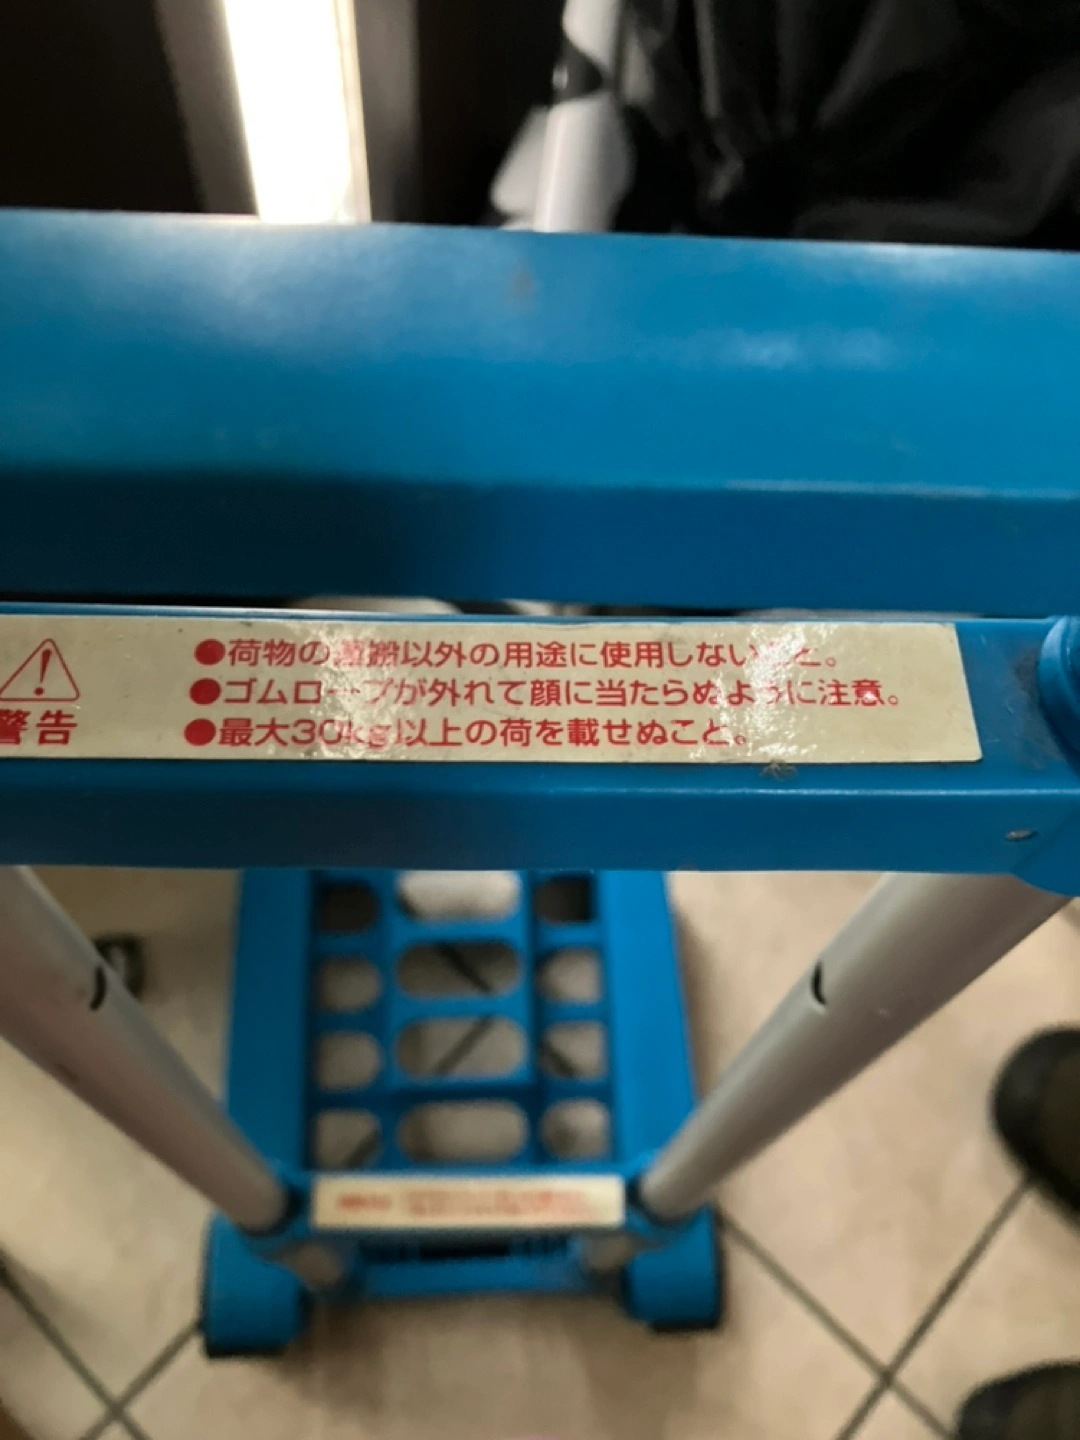 警告
●荷物の運搬以外の用途に使用しないこと。
●ゴムロープが外れて顔に当たらぬように注意。
●最大30kg以上の荷を載せぬこと。